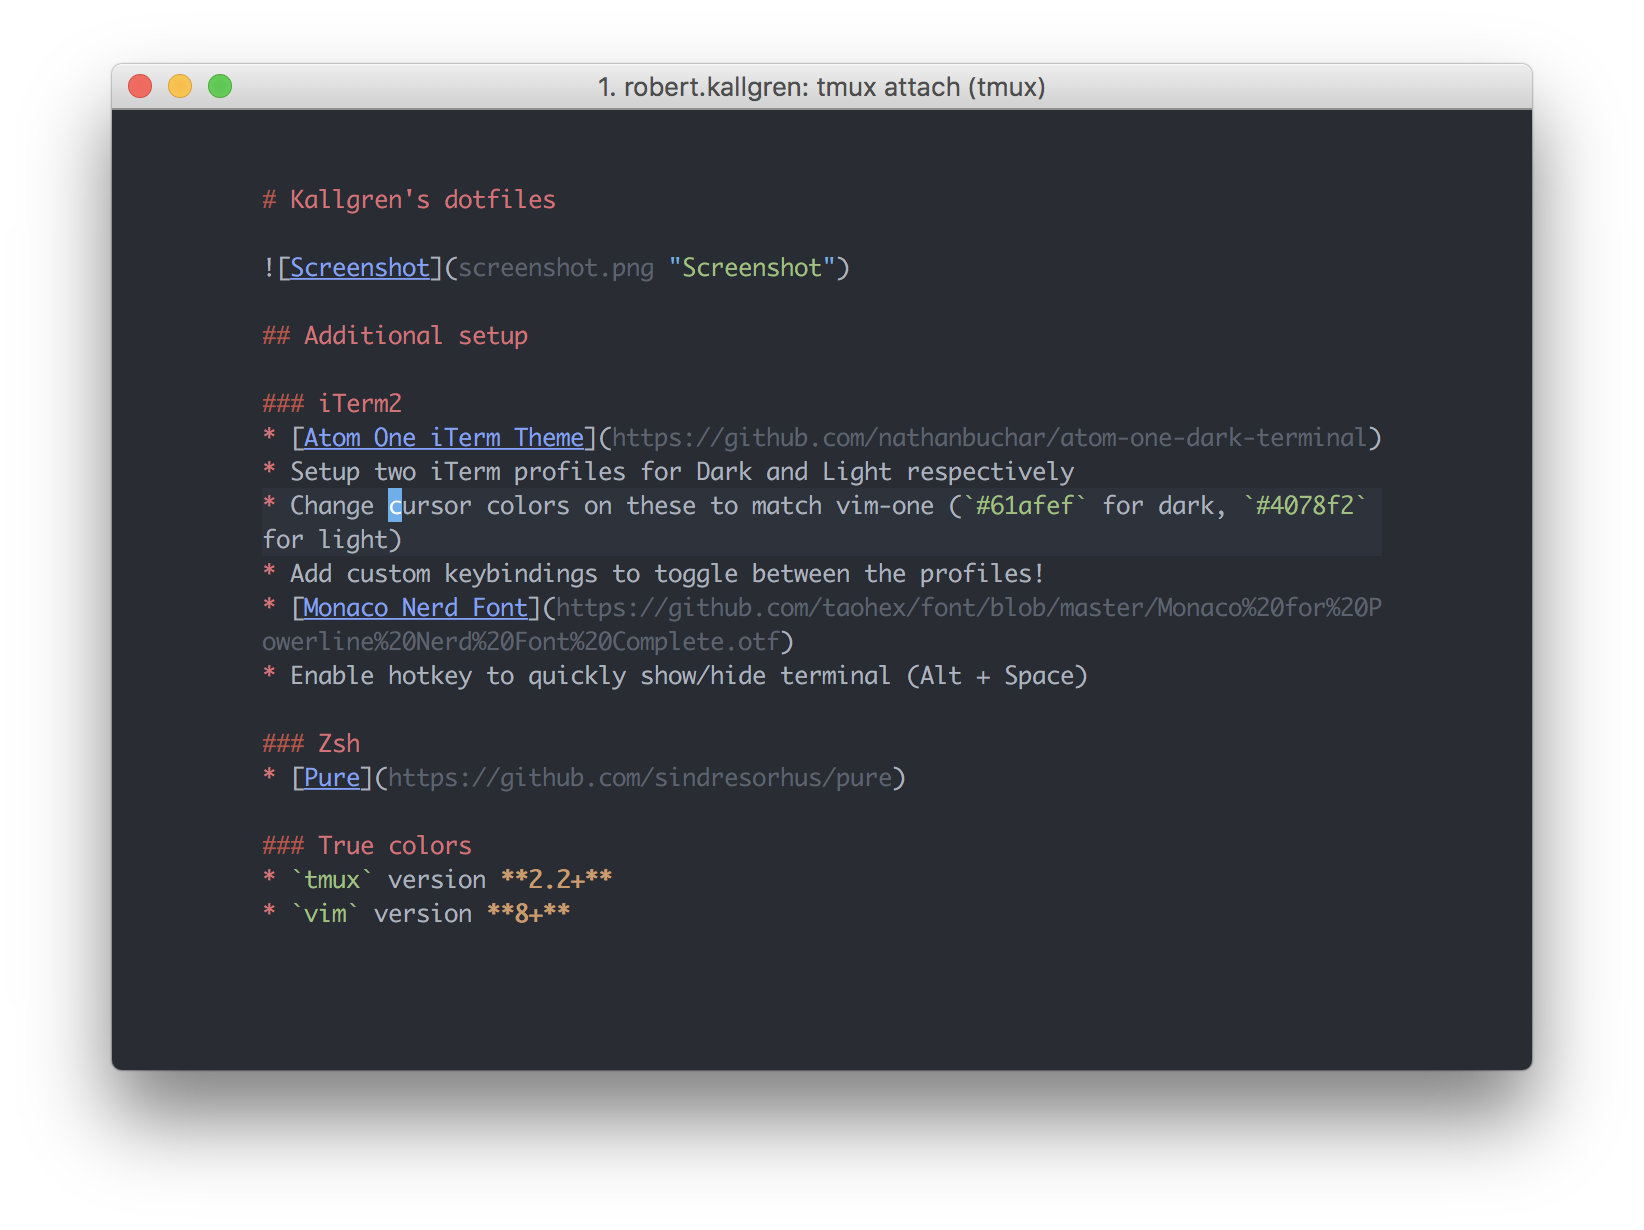 1. robert.kallgren: tmux attach (tmux)
# Kallgren's dotfiles
![Screenshot](screenshot.png "Screenshot")
## Additional setup
### iTerm2
* [Atom One iTerm Theme](https://github.com/nathanbuchar/atom-one-dark-terminal)
* Setup two iTerm profiles for Dark and Light respectively
* Change cursor colors on these to match vim-one (`#61afef` for dark, `#4078f2`
for light)
* Add custom keybindings to toggle between the profiles!
* [Monaco Nerd Font](https://github.com/taohex/font/blob/master/Monaco%20for%20P
owerline%20Nerd%20Font%20Complete.otf)
* Enable hotkey to quickly show/hide terminal (Alt + Space)
### Zsh
* [Pure](https://github.com/sindresorhus/pure)
### True colors
* `tmux` version **2.2+**
* `vim` version **8+**